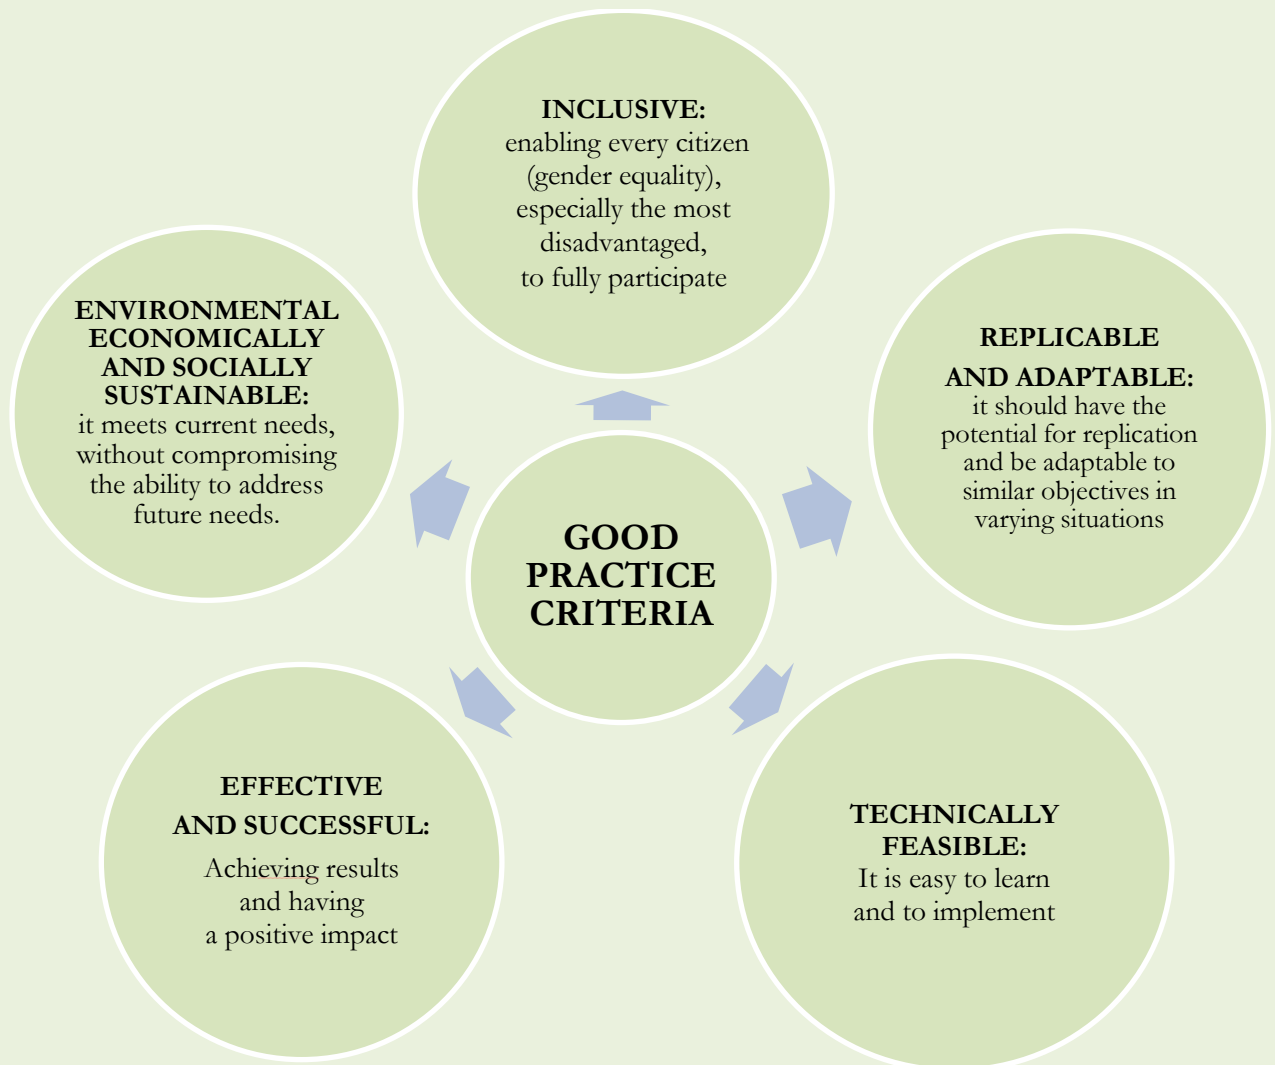 INCLUSIVE:
enabling every citizen
(gender equality),
especially the most
disadvantaged,
to fully participate
ENVIRONMENTAL
ECONOMICALLY
AND SOCIALLY
SUSTAINABLE:
it meets current needs,
without compromising
the ability to address
future needs.
REPLICABLE
AND ADAPTABLE:
it should have the
potential for replication
and be adaptable to
similar objectives in
varying situations
GOOD
PRACTICE
CRITERIA
EFFECTIVE
AND SUCCESSFUL:
Achieving results
and having
a positive impact
TECHNICALLY
FEASIBLE:
It is easy to learn
and to implement